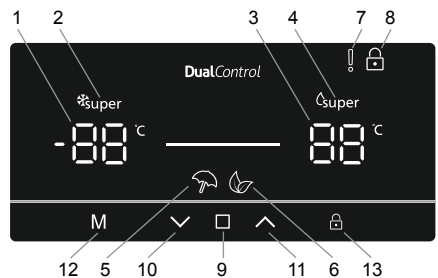 1 2 3 4 7 8
DualControl
super super
-88 °C 88 °C
M
12 5 10 9 11 6 13